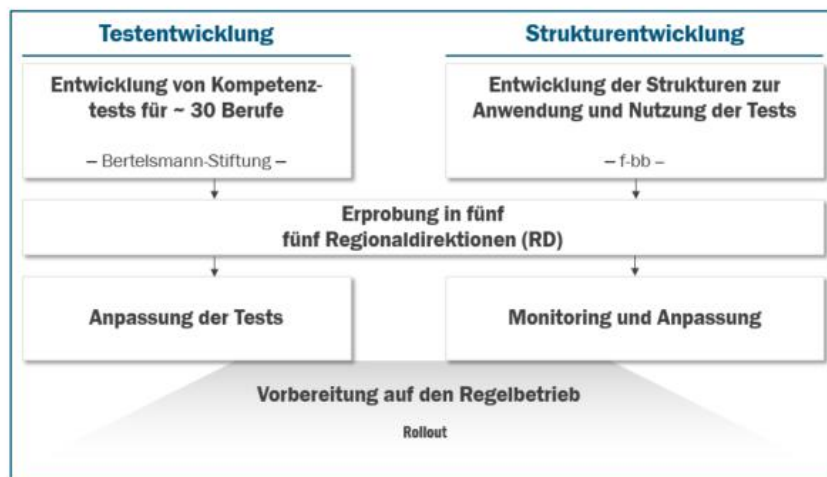 Testentwicklung
Strukturentwicklung
Entwicklung von Kompetenz-
tests für ~ 30 Berufe
– Bertelsmann-Stiftung –
Entwicklung der Strukturen zur
Anwendung und Nutzung der Tests
– f-bb –
Erprobung in fünf
fünf Regionaldirektionen (RD)
Anpassung der Tests
Monitoring und Anpassung
Vorbereitung auf den Regelbetrieb
Rollout